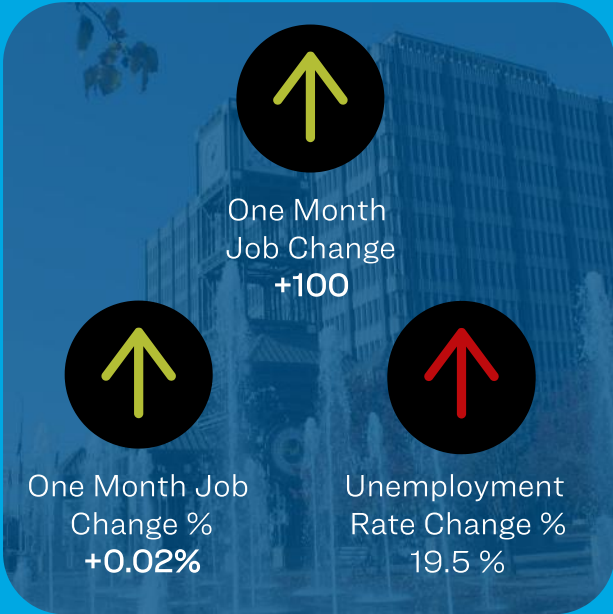 One Month
Job Change
+100
One Month Job
Change %
+0.02%
Unemployment
Rate Change %
19.5 %